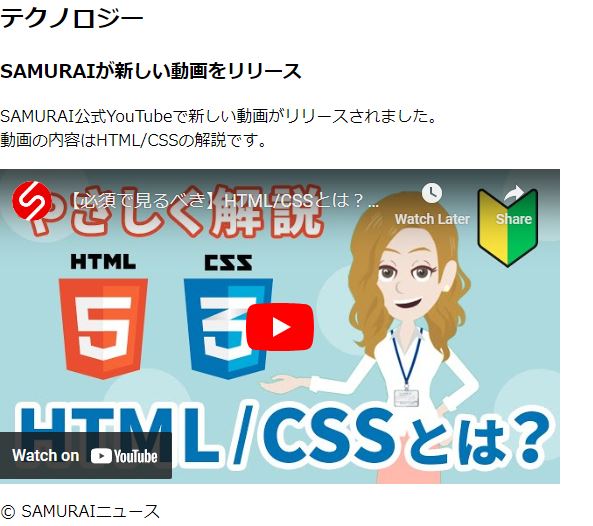 テクノロジー
SAMURAIが新しい動画をリリース
SAMURAI公式YouTubeで新しい動画がリリースされました。
動画の内容はHTML/CSSの解説です。
【必須で見るべき】HTML/CSSとは？...
やさしく解説
Watch Later
Share
HTML
CSS
5
3
HTML/CSSとは?
Watch on YouTube
© SAMURAIニュース